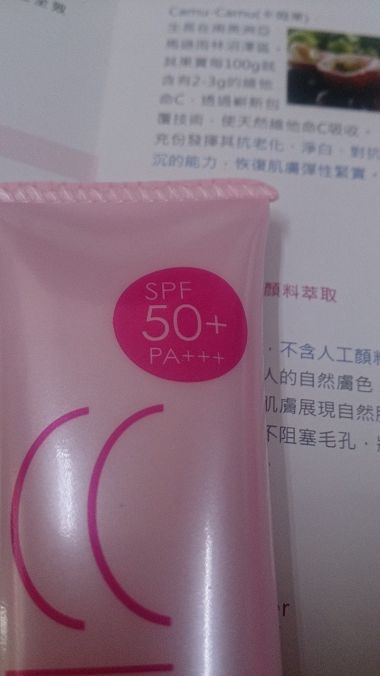 Camu-Camu(卡姆果)
生長在南美洲亞
馬遜雨林沼澤區，
其果實每100g就
含有2-3g的維他
命C，透過嶄新包
覆技術，使天然維他命C吸收，
充份發揮其抗老化、淨白、對抗
沉的能力，恢復肌膚彈性緊實。
SPF
50+
PA+++
CC
顏料萃取
，不含人工顏料
人的自然膚色
肌膚展現自然
不阻塞毛孔，
er